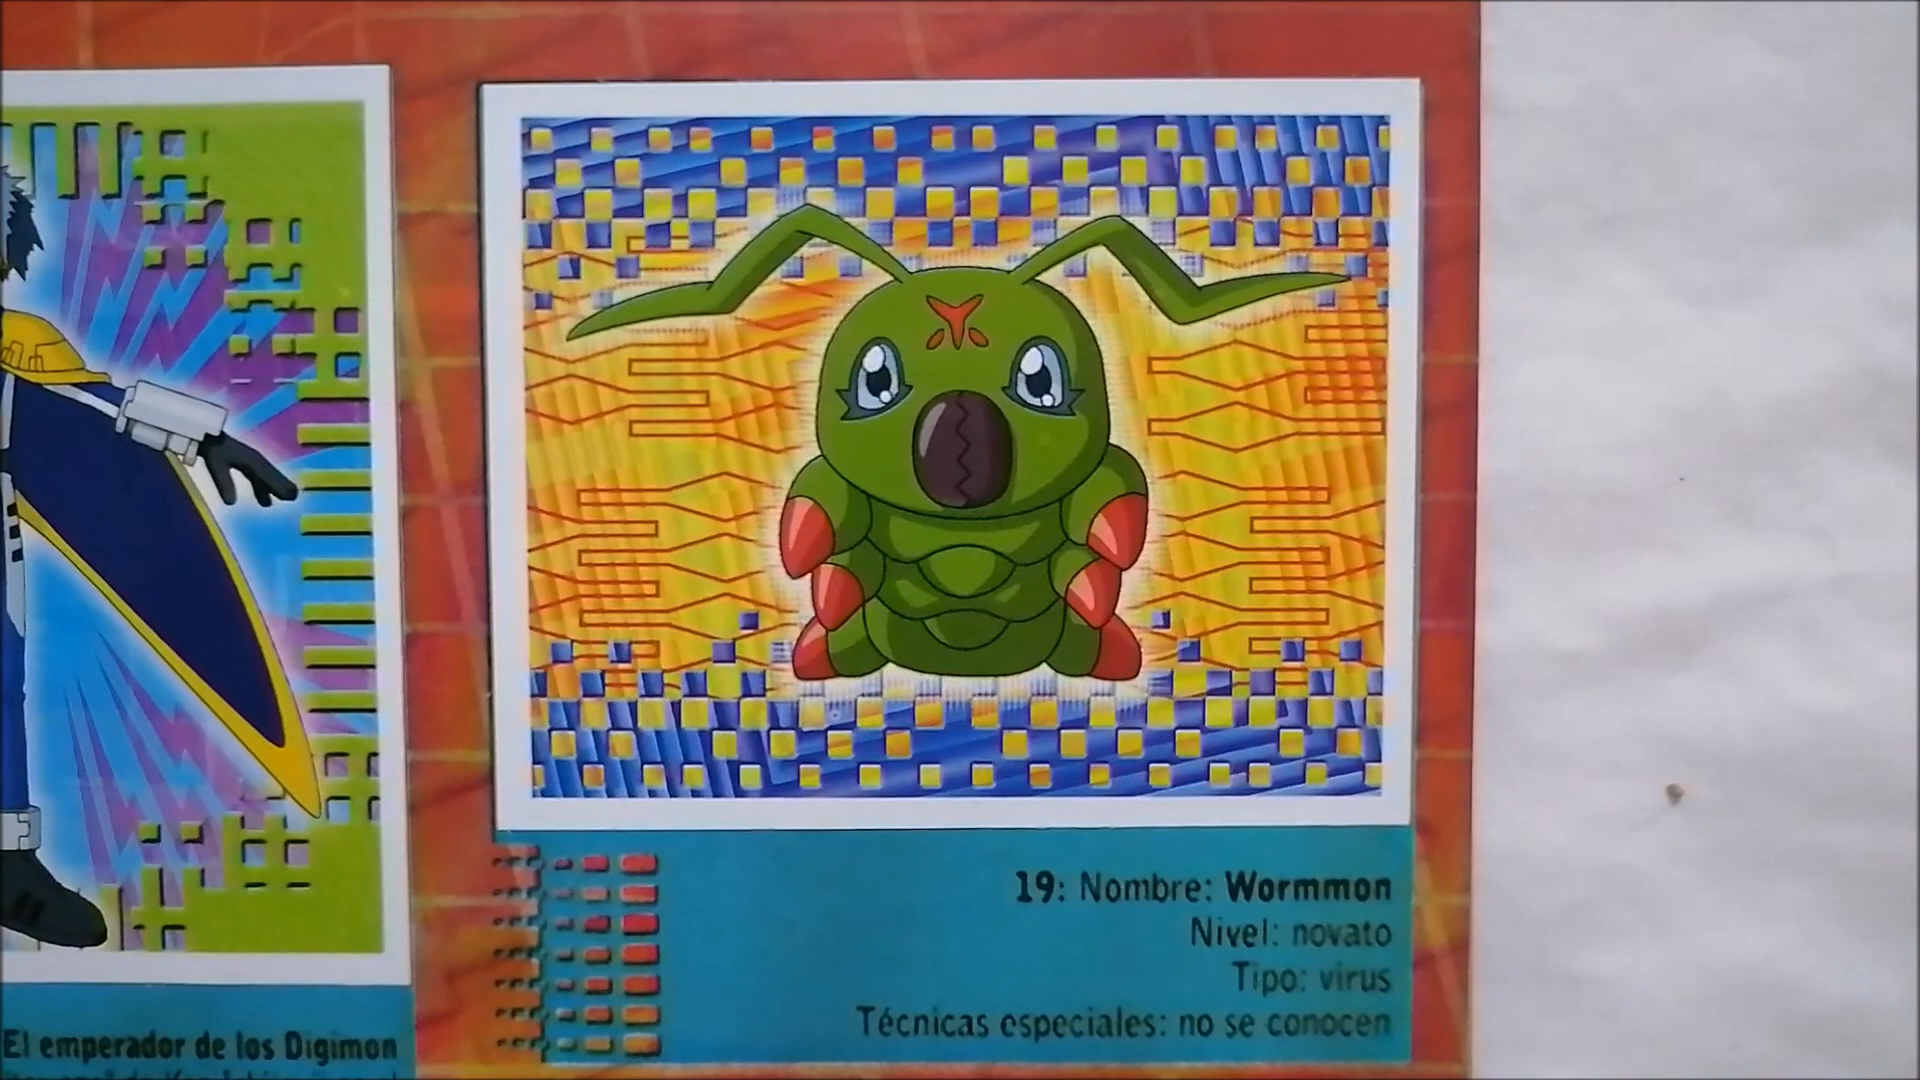 19: Nombre: Wormmon
Nivel: novato
Tipo: virus
Técnicas especiales: no se conocen
El emperador de los Digimon